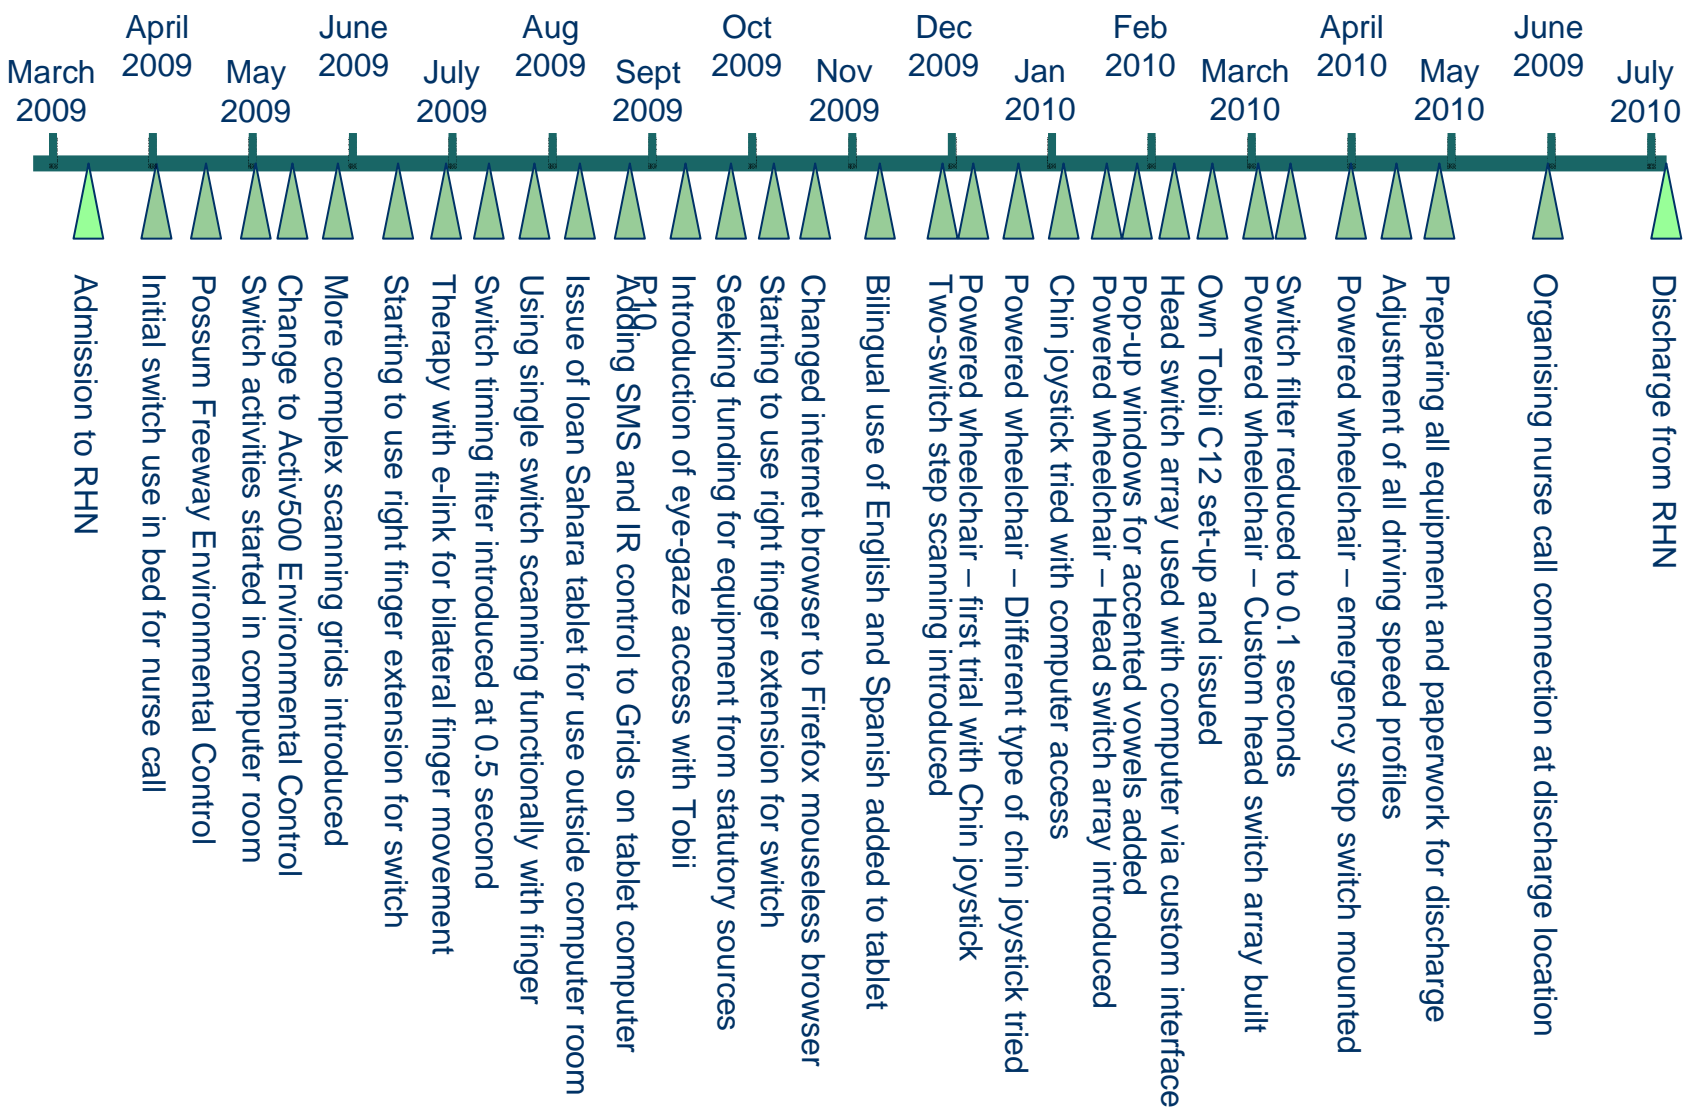 March
2009
April
2009
May
2009
June
2009
July
2009
Aug
2009
Sept
2009
Oct
2009
Nov
2009
Dec
2009
Jan
2010
Feb
2010
March
2010
April
2010
May
2010
June
2009
July
2010
Admission to RHN
Initial switch use in bed for nurse call
Possum Freeway Environmental Control
Switch activities started in computer room
Change to Activ500 Environmental Control
More complex scanning grids introduced
Starting to use right finger extension for switch
Therapy with e-link for bilateral finger movement
Switch timing filter introduced at 0.5 second
Using single switch scanning functionally with finger
Issue of loan Sahara tablet for use outside computer room
Adding SMS and IR control to Grids on tablet computer
P10
Introduction of eye-gaze access with Tobii
Seeking funding for equipment from statutory sources
Starting to use right finger extension for switch
Changed internet browser to Firefox mouseless browser
Bilingual use of English and Spanish added to tablet
Two-switch step scanning introduced
Powered wheelchair – first trial with Chin joystick
Powered wheelchair – Different type of chin joystick tried
Chin joystick tried with computer access
Powered wheelchair – Head switch array introduced
Pop-up windows for accented vowels added
Head switch array used with computer via custom interface
Own Tobii C12 set-up and issued
Powered wheelchair – Custom head switch array built
Switch filter reduced to 0.1 seconds
Powered wheelchair – emergency stop switch mounted
Adjustment of all driving speed profiles
Preparing all equipment and paperwork for discharge
Organising nurse call connection at discharge location
Discharge from RHN